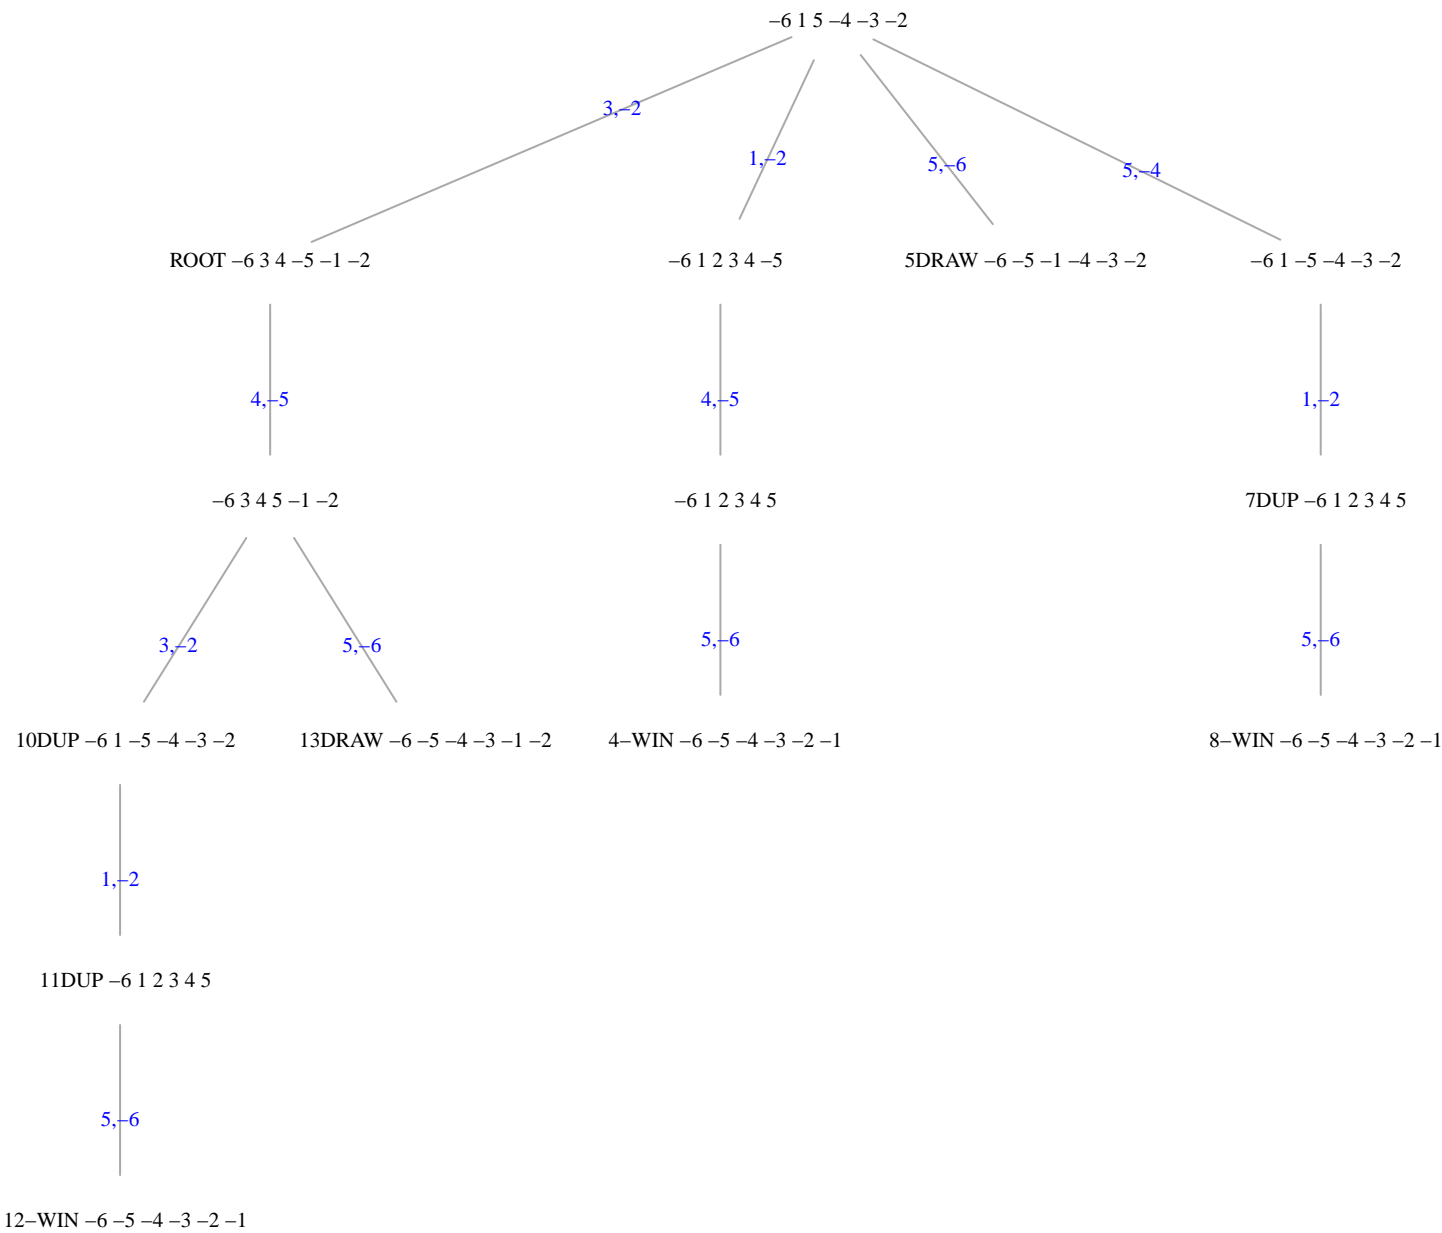 −6 1 5 −4 −3 −2
3,−2
1,−2
5,−6
5,−4
ROOT −6 3 4 −5 −1 −2
−6 1 2 3 4 −5
5DRAW −6 −5 −1 −4 −3 −2
−6 1 −5 −4 −3 −2
4,−5
4,−5
1,−2
−6 3 4 5 −1 −2
−6 1 2 3 4 5
7DUP −6 1 2 3 4 5
3,−2
5,−6
5,−6
5,−6
10DUP −6 1 −5 −4 −3 −2
13DRAW −6 −5 −4 −3 −1 −2
4−WIN −6 −5 −4 −3 −2 −1
8−WIN −6 −5 −4 −3 −2 −1
1,−2
11DUP −6 1 2 3 4 5
5,−6
12−WIN −6 −5 −4 −3 −2 −1